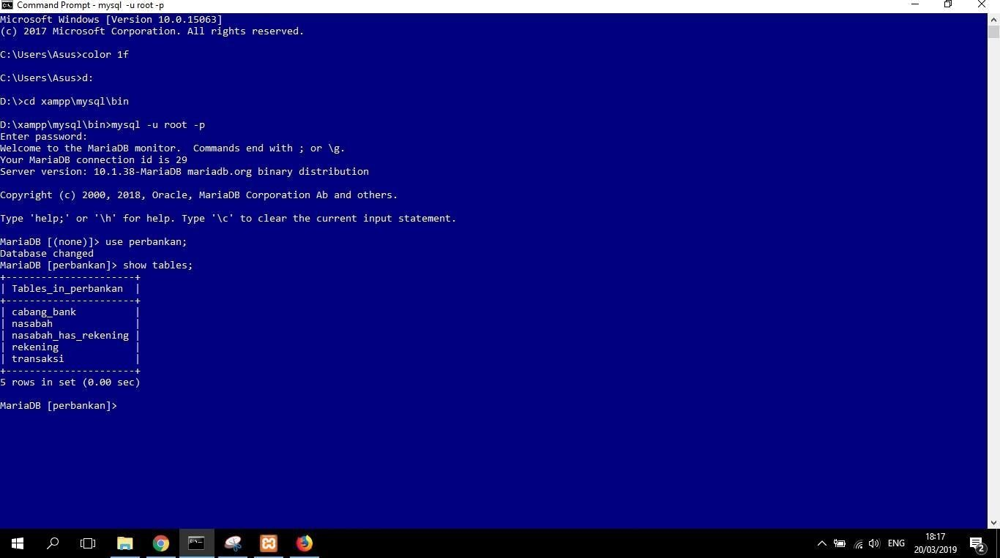 Command Prompt - mysql  -u root -p
Microsoft Windows [Version 10.0.15063]
(c) 2017 Microsoft Corporation. All rights reserved.
C:\Users\Asus>color 1f
C:\Users\Asus>d:
D:\>cd xampp\mysql\bin
D:\xampp\mysql\bin>mysql -u root -p
Enter password:
Welcome to the MariaDB monitor.  Commands end with ; or \g.
Your MariaDB connection id is 29
Server version: 10.1.38-MariaDB mariadb.org binary distribution
Copyright (c) 2000, 2018, Oracle, MariaDB Corporation Ab and others.
Type 'help;' or '\h' for help. Type '\c' to clear the current input statement.
MariaDB [(none)]> use perbankan;
Database changed
MariaDB [perbankan]> show tables;
+----------------------+
| Tables_in_perbankan  |
+----------------------+
| cabang_bank          |
| nasabah              |
| nasabah_has_rekening |
| rekening             |
| transaksi            |
+----------------------+
5 rows in set (0.00 sec)
MariaDB [perbankan]>
ENG
18:17
20/03/2019
2